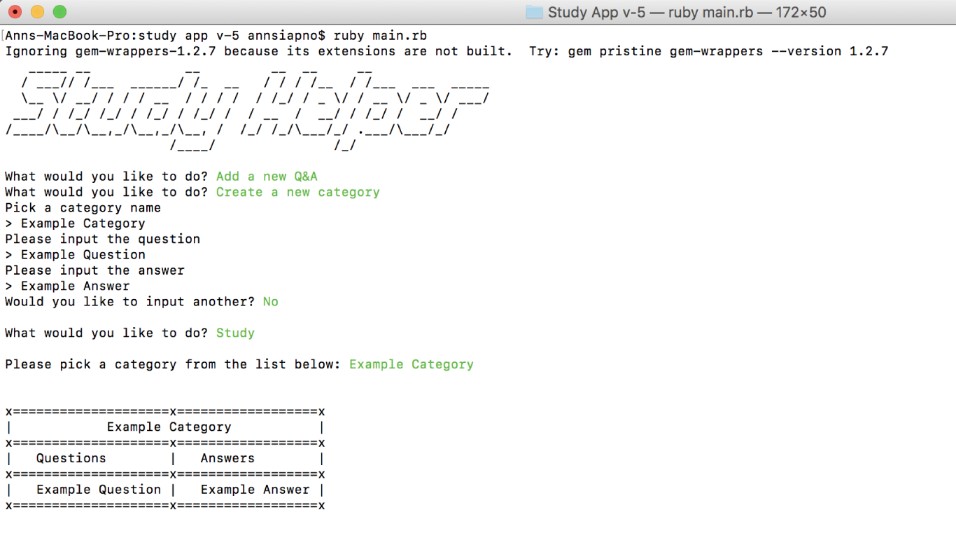 Study App v-5 — ruby main.rb — 172×50
[Anns-MacBook-Pro:study app v-5 annsiapno$ ruby main.rb
Ignoring gem-wrappers-1.2.7 because its extensions are not built.  Try: gem pristine gem-wrappers --version 1.2.7
Study Helper
What would you like to do? Add a new Q&A
What would you like to do? Create a new category
Pick a category name
> Example Category
Please input the question
> Example Question
Please input the answer
> Example Answer
Would you like to input another? No
What would you like to do? Study
Please pick a category from the list below: Example Category
x====================x==================x
|            Example Category           |
x====================x==================x
|   Questions        |   Answers        |
x====================x==================x
|   Example Question |   Example Answer |
x====================x==================x